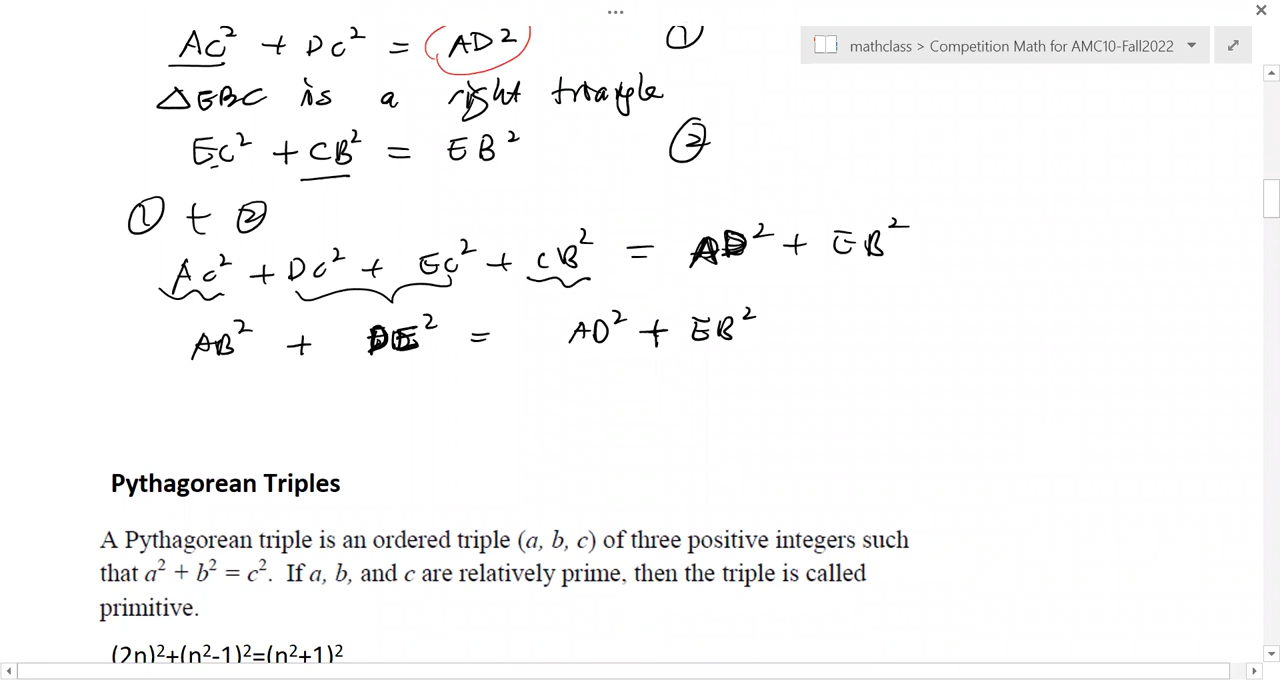 ...
AC² + DC² = AD² ①
mathclass > Competition Math for AMC10-Fall2022
△EBC is a right triangle
EC² + CB² = EB² ②
① + ②
AC² + DC² + EC² + CB² = AD² + EB²
AB² + DE² = AD² + EB²
Pythagorean Triples
A Pythagorean triple is an ordered triple (a, b, c) of three positive integers such
that a² + b² = c². If a, b, and c are relatively prime, then the triple is called
primitive.
(2n)²+(n²-1)²=(n²+1)²